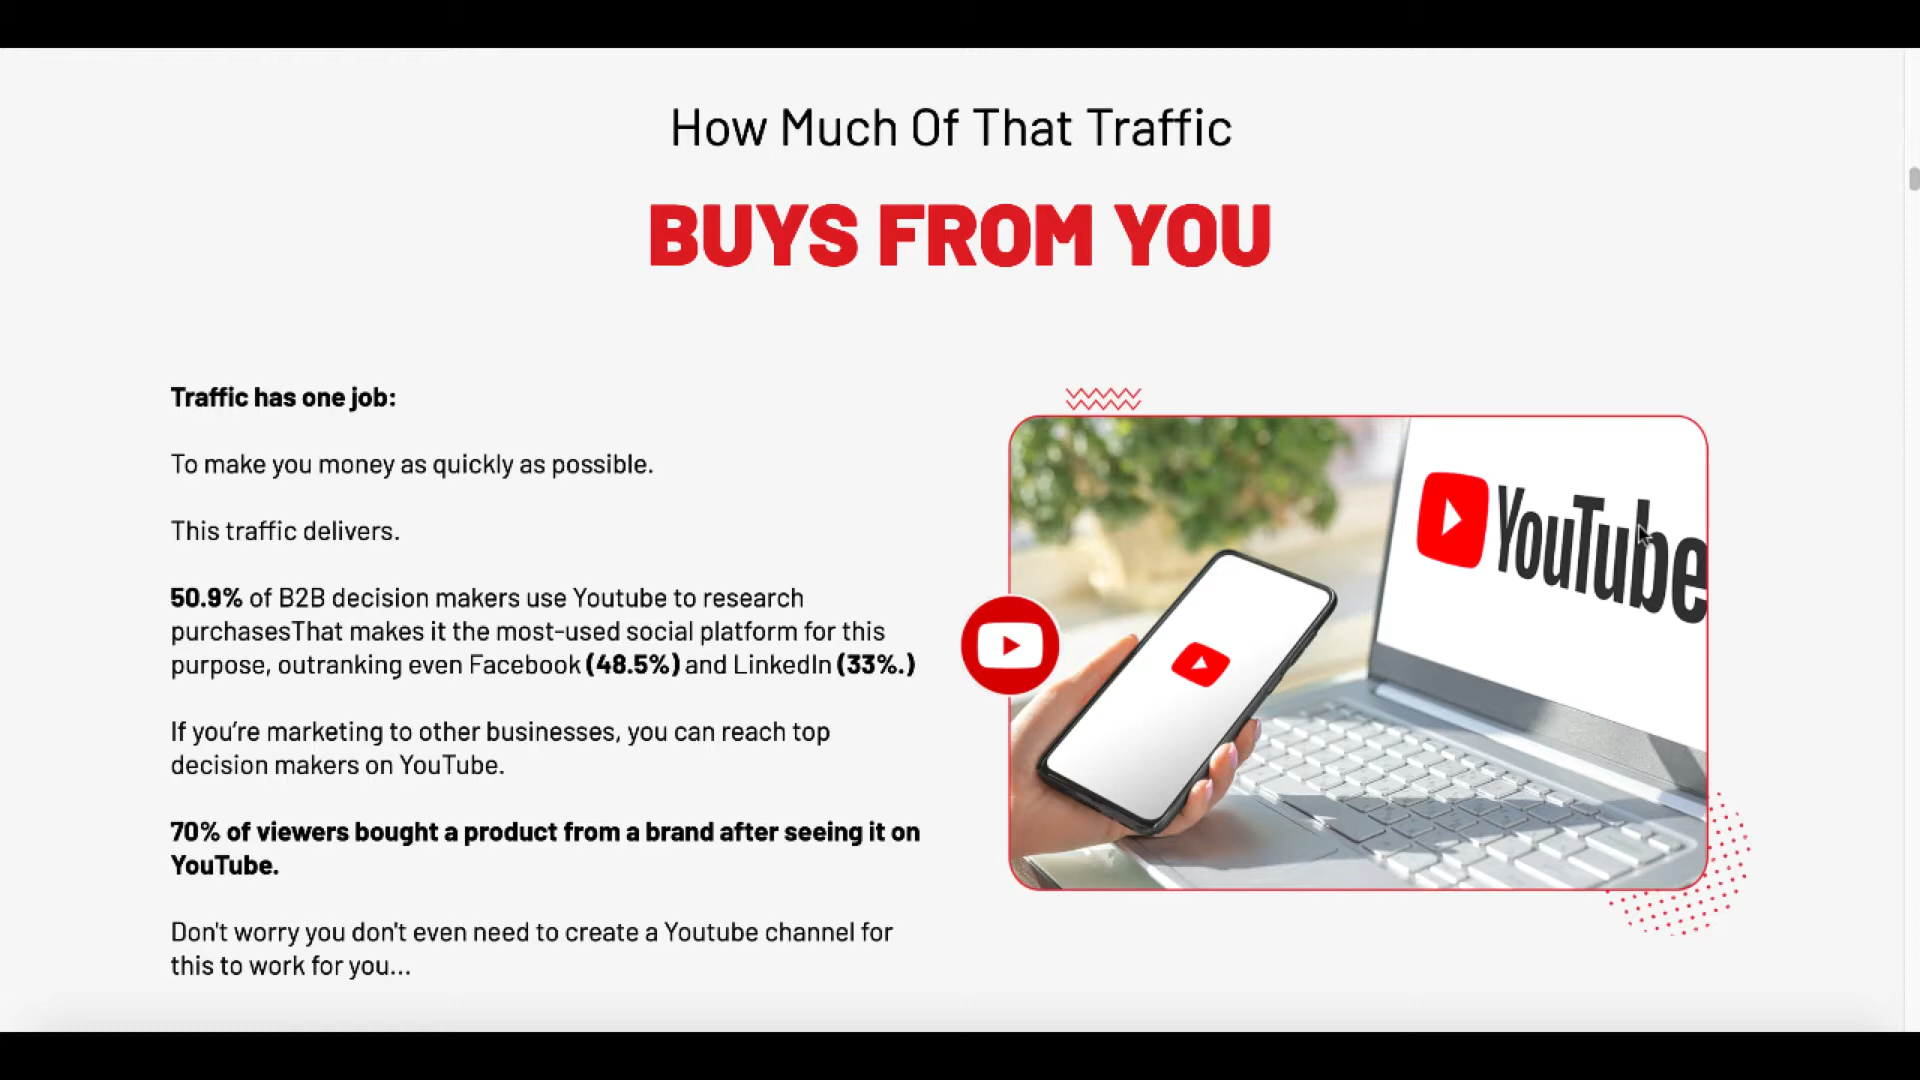 How Much Of That Traffic
BUYS FROM YOU
Traffic has one job:
To make you money as quickly as possible.
This traffic delivers.
50.9% of B2B decision makers use Youtube to research
purchasesThat makes it the most-used social platform for this
purpose, outranking even Facebook (48.5%) and LinkedIn (33%.)
If you’re marketing to other businesses, you can reach top
decision makers on YouTube.
70% of viewers bought a product from a brand after seeing it on
YouTube.
Don't worry you don't even need to create a Youtube channel for
this to work for you...
YouTube